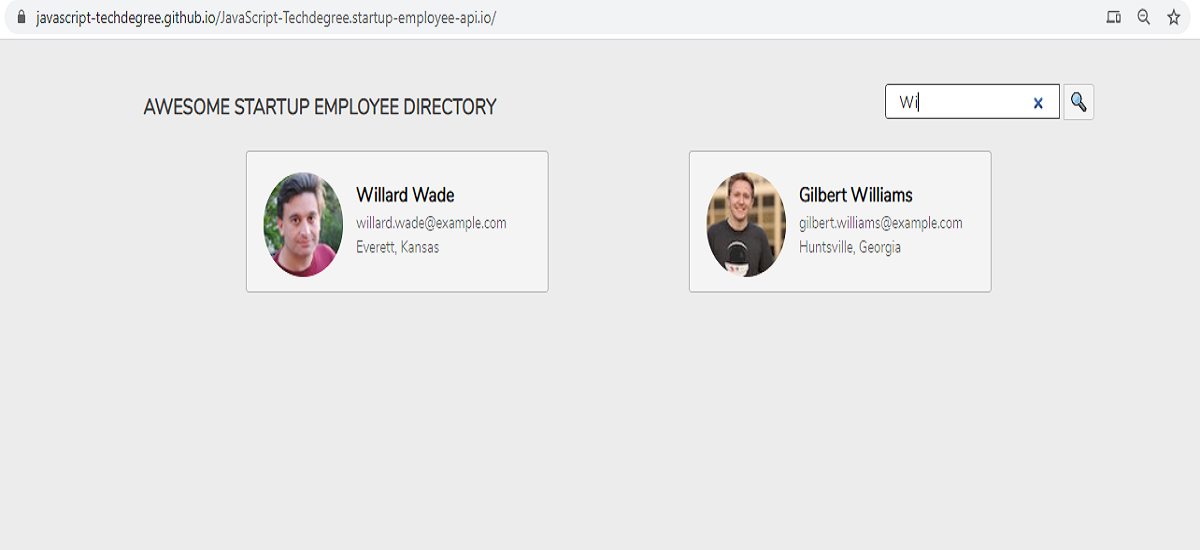 javascript-techdegree.github.io/JavaScript-Techdegree.startup-employee-api.io/
AWESOME STARTUP EMPLOYEE DIRECTORY
Wi
x
Willard Wade
willard.wade@example.com
Everett, Kansas
Gilbert Williams
gilbert.williams@example.com
Huntsville, Georgia